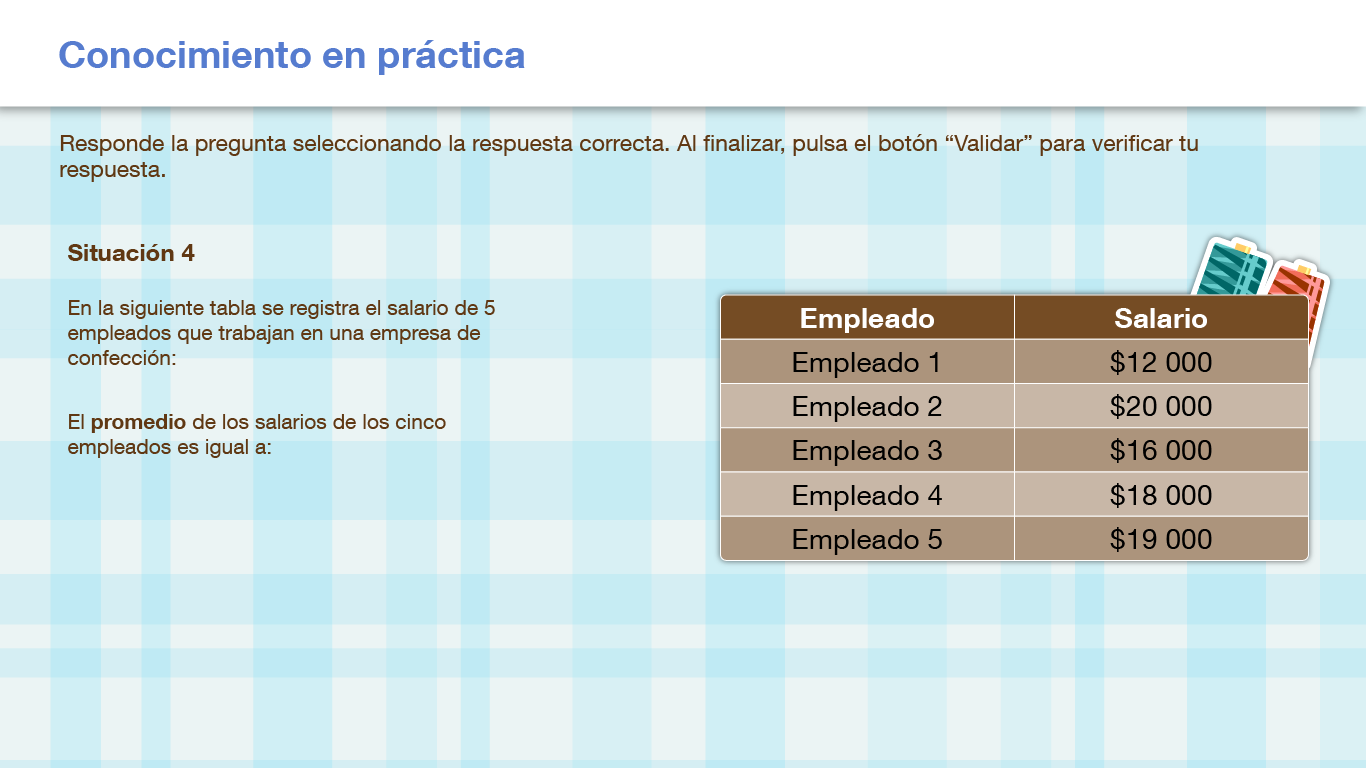 Conocimiento en práctica
Responde la pregunta seleccionando la respuesta correcta. Al finalizar, pulsa el botón “Validar” para verificar tu
respuesta.
Situación 4
En la siguiente tabla se registra el salario de 5
empleados que trabajan en una empresa de
confección:
El promedio de los salarios de los cinco
empleados es igual a:
Empleado Salario
Empleado 1 $12 000
Empleado 2 $20 000
Empleado 3 $16 000
Empleado 4 $18 000
Empleado 5 $19 000